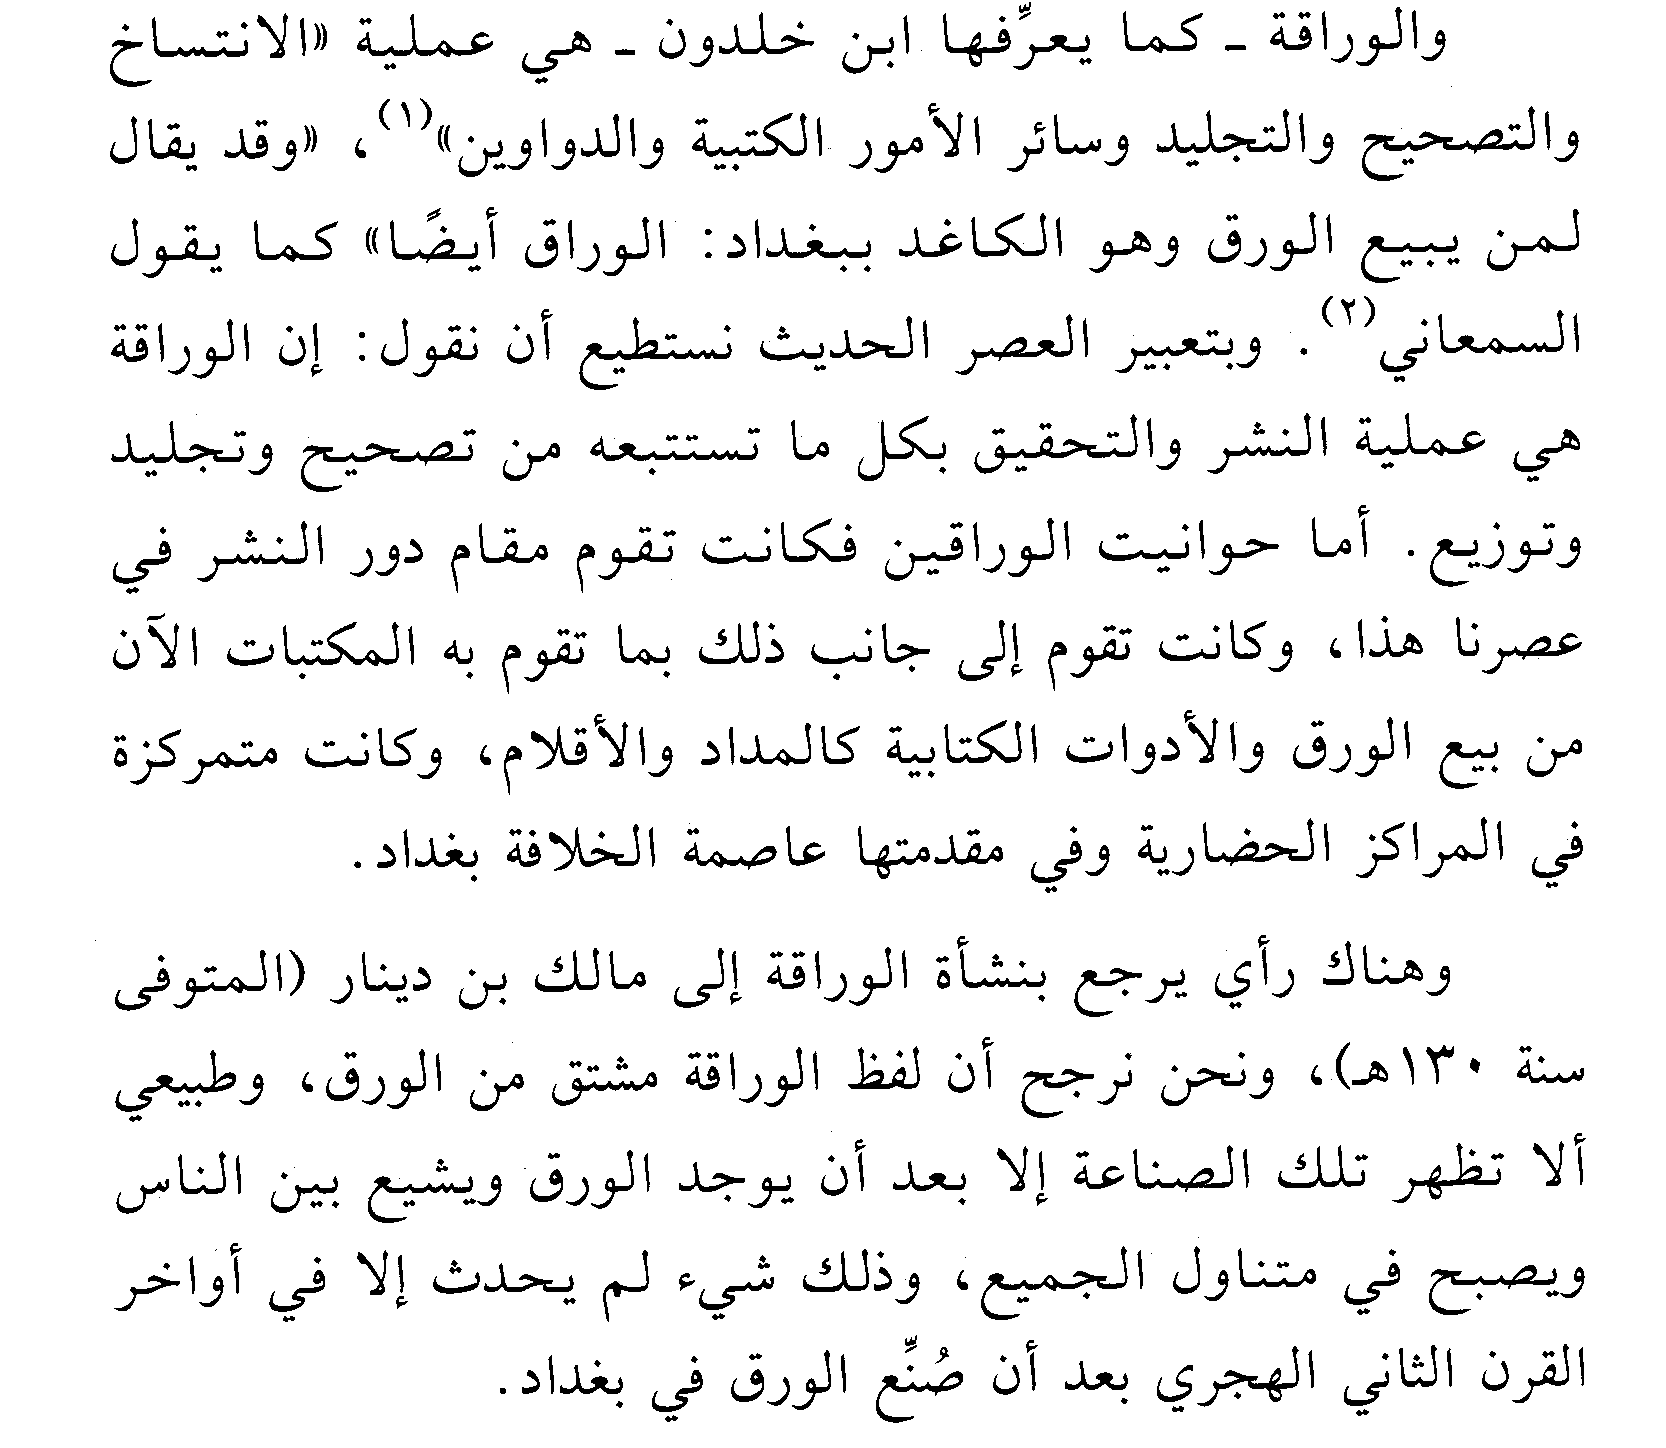 والوراقة ـ كما يعرِّفها ابن خلدون ـ هي عملية «الانتساخ
والتصحيح والتجليد وسائر الأمور الكتبية والدواوين»(١)، «وقد يقال
لمن يبيع الورق وهو الكاغد ببغداد: الوراق أيضًا» كما يقول
السمعاني(٢). وبتعبير العصر الحديث نستطيع أن نقول: إن الوراقة
هي عملية النشر والتحقيق بكل ما تستتبعه من تصحيح وتجليد
وتوزيع. أما حوانيت الوراقين فكانت تقوم مقام دور النشر في
عصرنا هذا، وكانت تقوم إلى جانب ذلك بما تقوم به المكتبات الآن
من بيع الورق والأدوات الكتابية كالمداد والأقلام، وكانت متمركزة
في المراكز الحضارية وفي مقدمتها عاصمة الخلافة بغداد.
وهناك رأي يرجع بنشأة الوراقة إلى مالك بن دينار (المتوفى
سنة ١٣٠هـ)، ونحن نرجح أن لفظ الوراقة مشتق من الورق، وطبيعي
ألا تظهر تلك الصناعة إلا بعد أن يوجد الورق ويشيع بين الناس
ويصبح في متناول الجميع، وذلك شيء لم يحدث إلا في أواخر
القرن الثاني الهجري بعد أن صُنِّع الورق في بغداد.